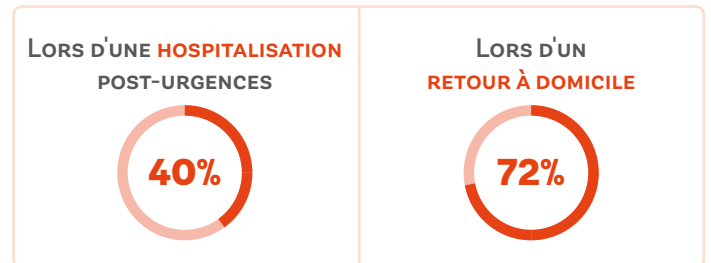 Lors d'une hospitalisation
post-urgences
40%
Lors d'un
retour à domicile
72%